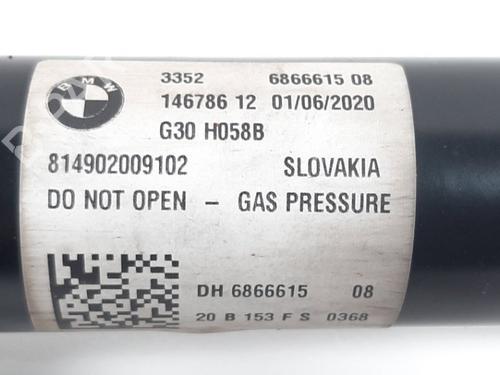 BMW
3352 6866615 08
146786 12 01/06/2020
G30 H058B
814902009102 SLOVAKIA
DO NOT OPEN - GAS PRESSURE
DH 6866615 08
20 B 153 F S 0368